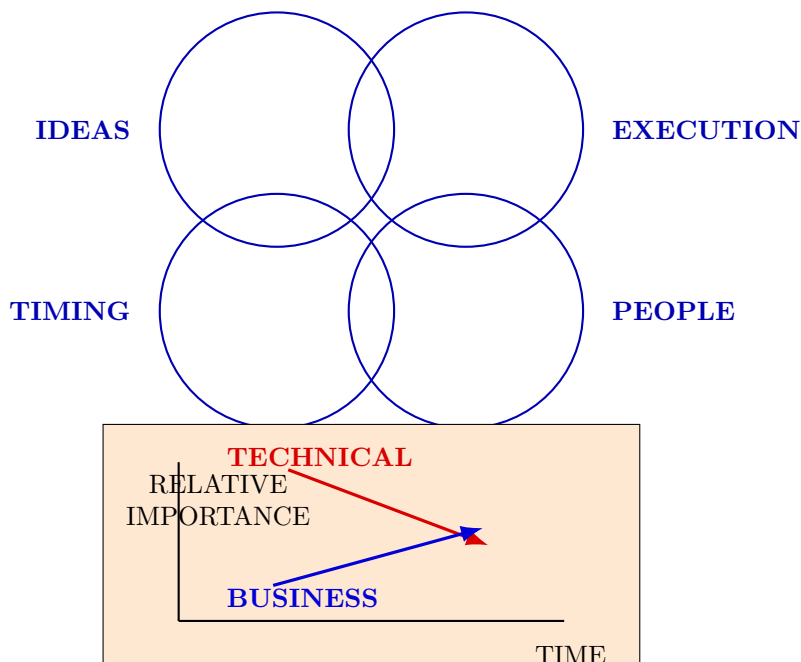 IDEAS
EXECUTION
TIMING
PEOPLE
TECHNICAL
RELATIVE
IMPORTANCE
BUSINESS
TIME